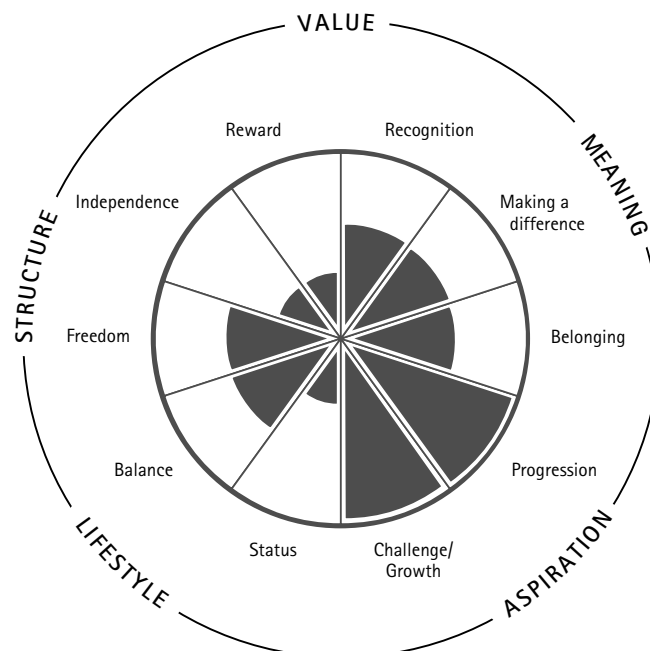 VALUE
Reward
Recognition
MEANING
Independence
Making a
difference
STRUCTURE
Freedom
Belonging
Balance
Progression
LIFESTYLE
Status
Challenge/
Growth
ASPIRATION